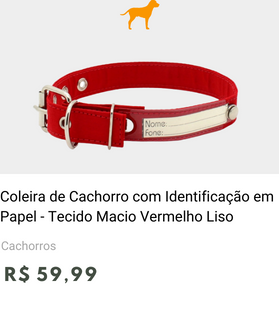 Nome
Fone:
Coleira de Cachorro com Identificação em
Papel - Tecido Macio Vermelho Liso
Cachorros
R$ 59,99